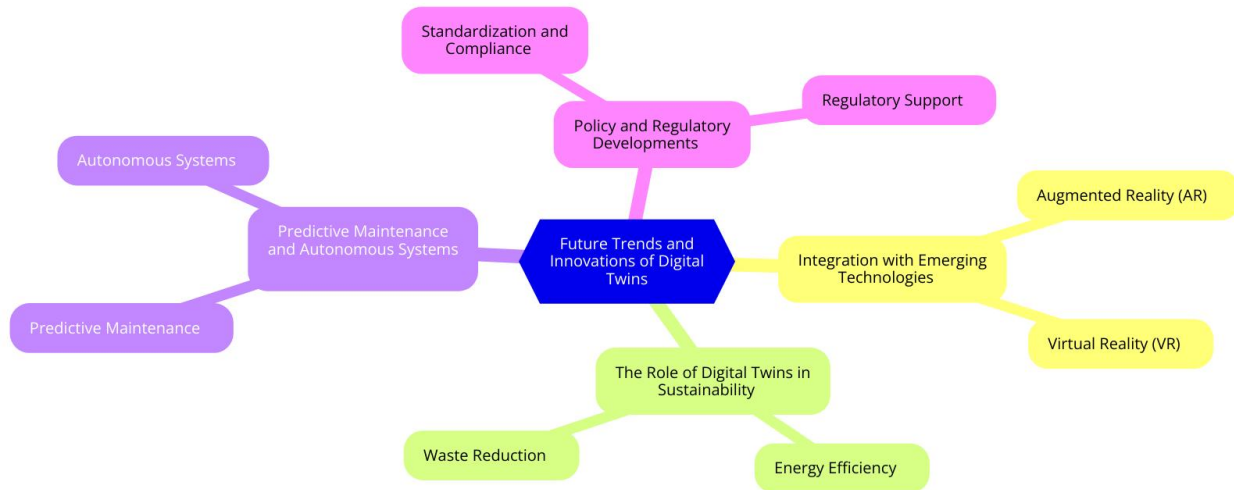 Standardization and
Compliance
Regulatory Support
Policy and Regulatory
Developments
Autonomous Systems
Augmented Reality (AR)
Predictive Maintenance
and Autonomous Systems
Future Trends and
Innovations of Digital
Twins
Integration with Emerging
Technologies
Predictive Maintenance
Virtual Reality (VR)
The Role of Digital Twins in
Sustainability
Waste Reduction
Energy Efficiency